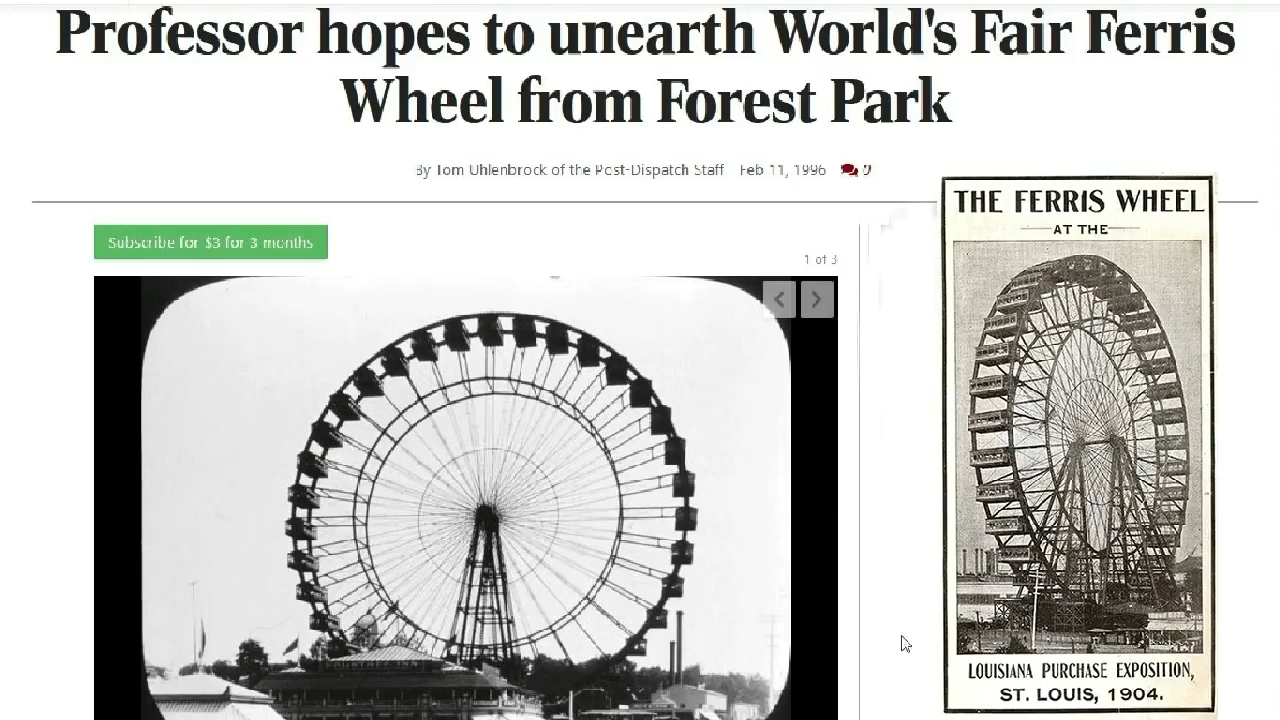 Professor hopes to unearth World's Fair Ferris
Wheel from Forest Park
By Tom Uhlenbrock of the Post-Dispatch Staff Feb 11, 1996 0
Subscribe for $3 for 3 months
1 of 3
THE FERRIS WHEEL
AT THE
LOUISIANA PURCHASE EXPOSITION,
ST. LOUIS, 1904.